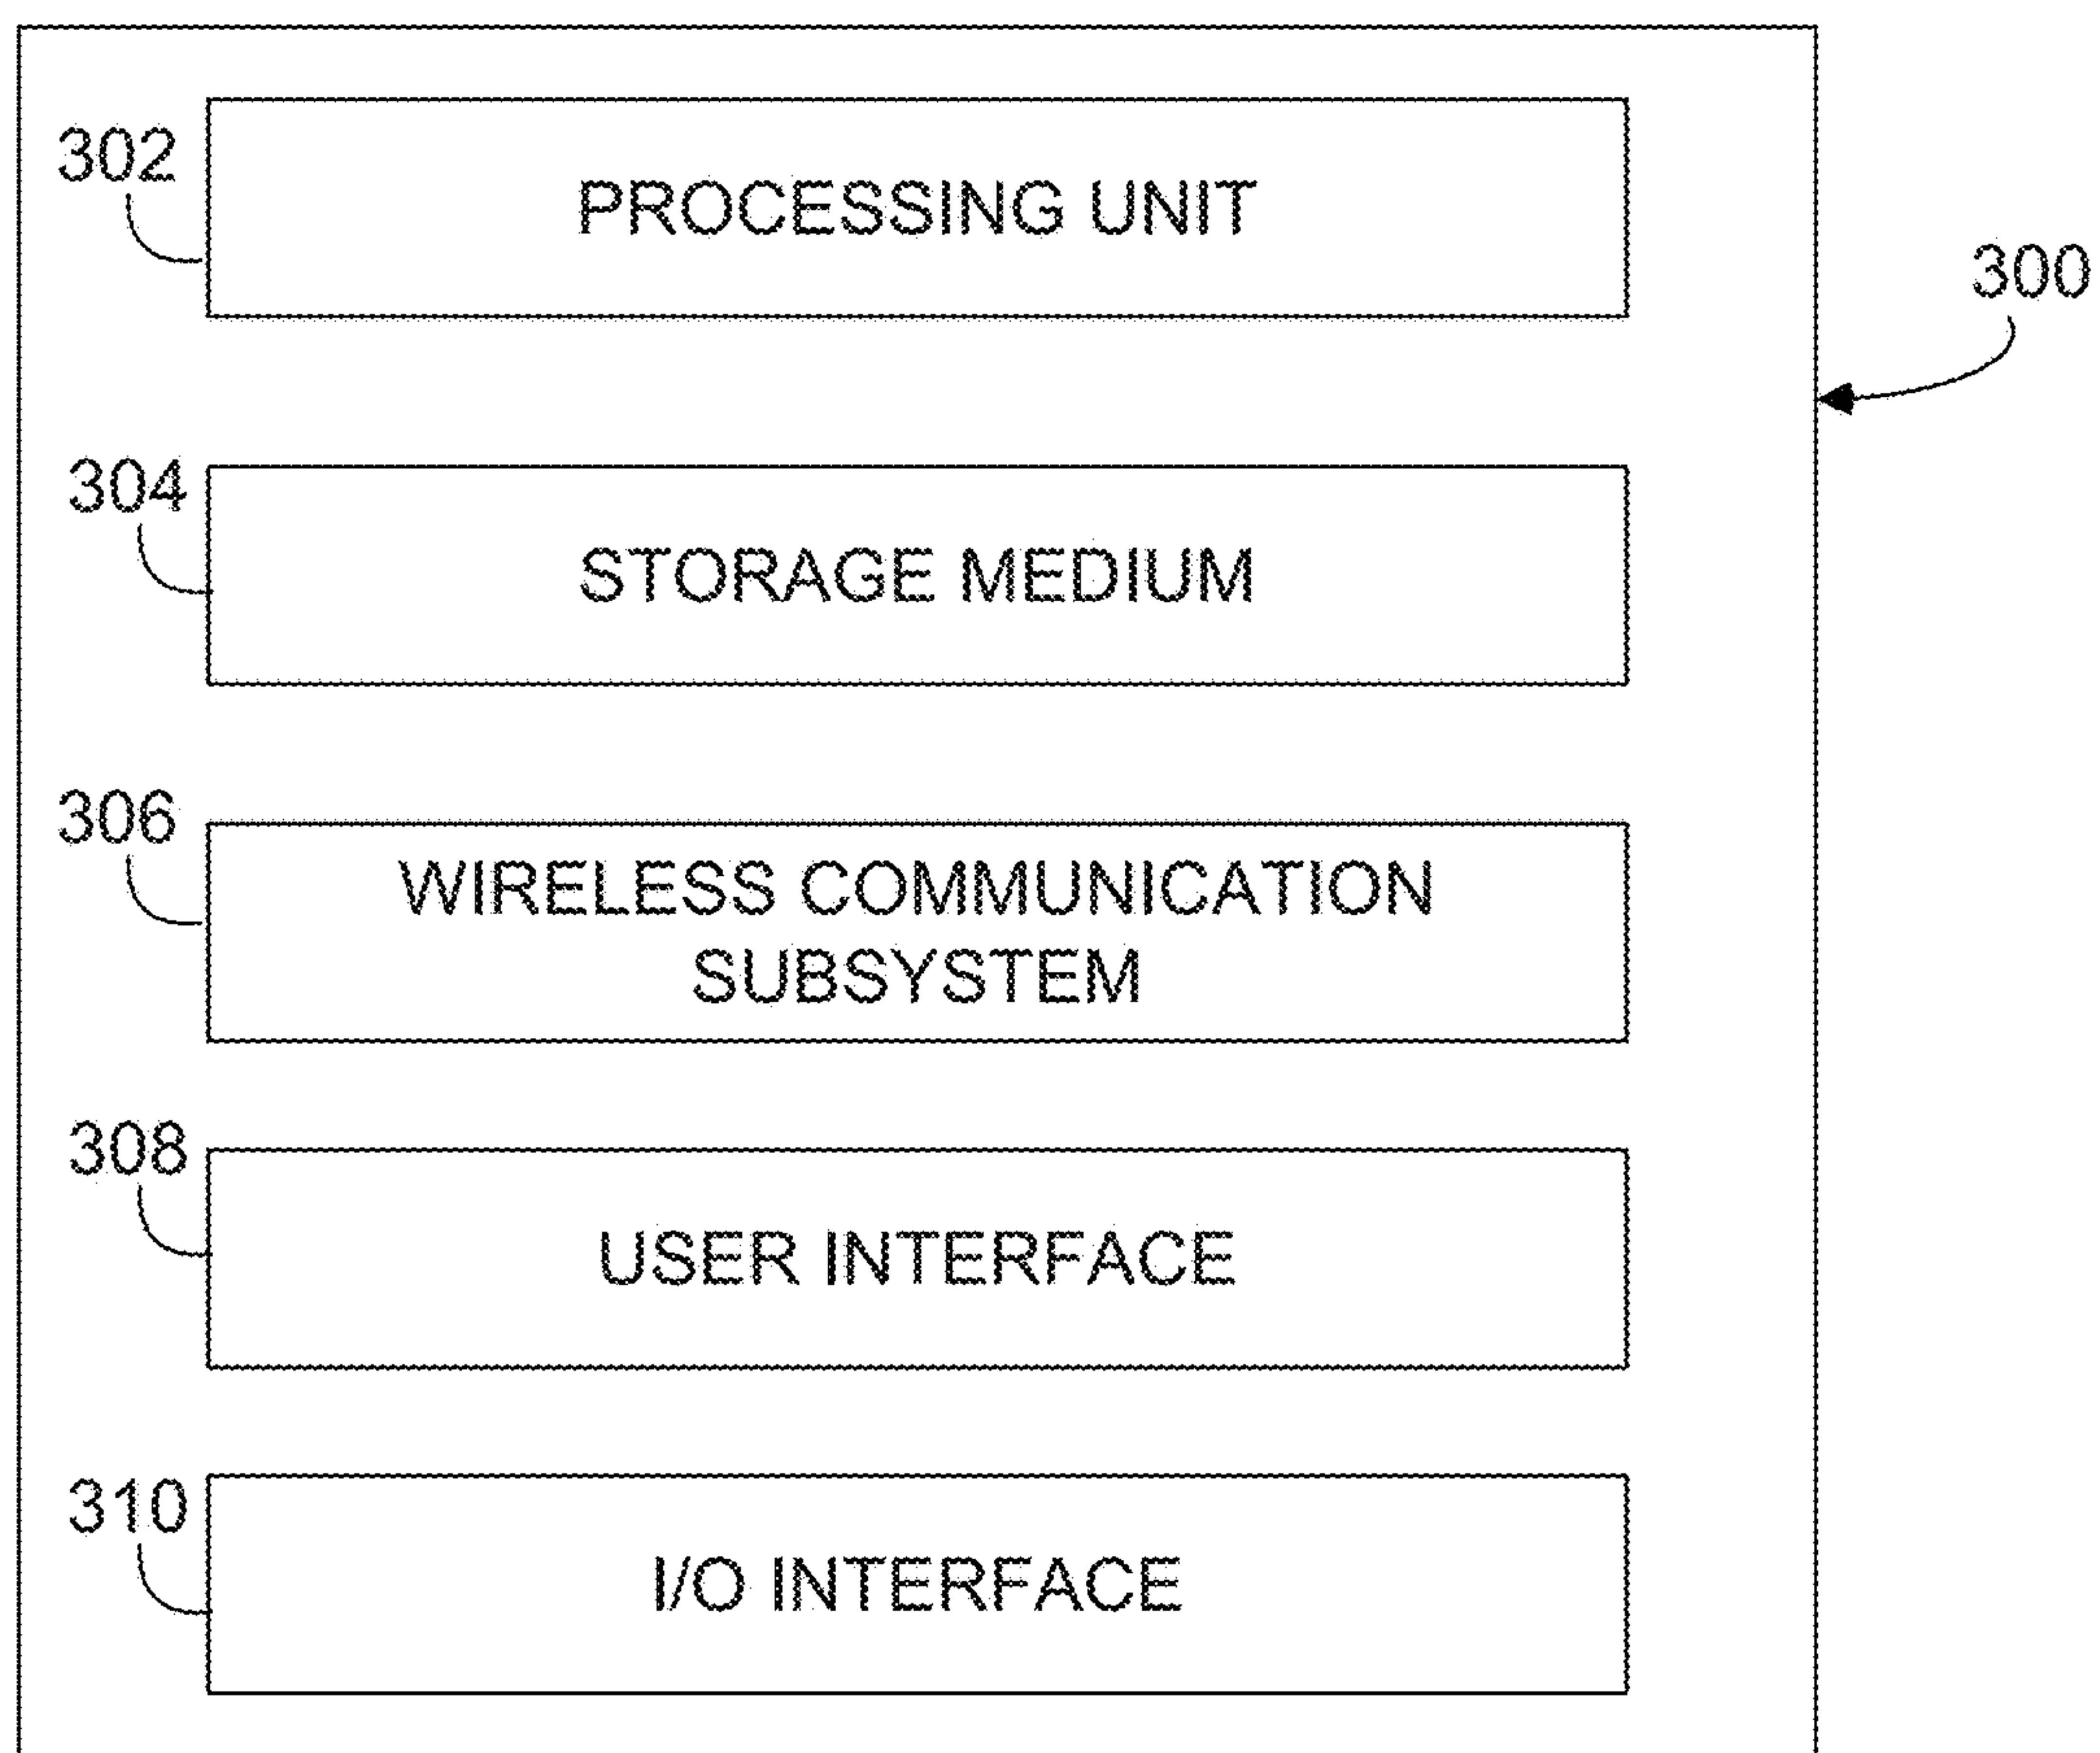 302
PROCESSING UNIT
300
304
STORAGE MEDIUM
306
WIRELESS COMMUNICATION
SUBSYSTEM
308
USER INTERFACE
310
I/O INTERFACE